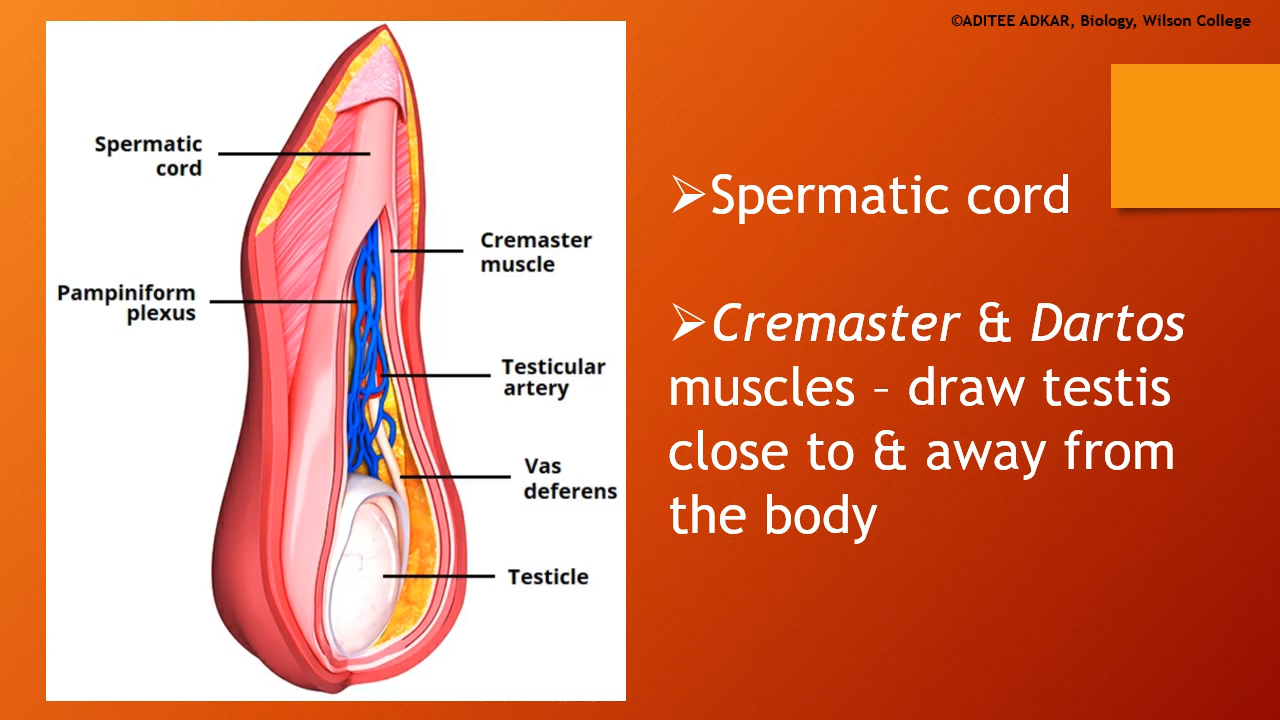 ©ADITEE ADKAR, Biology, Wilson College
Spermatic
cord
Cremaster
muscle
Pampiniform
plexus
Testicular
artery
Vas
deferens
Testicle
➢Spermatic cord
➢Cremaster & Dartos
muscles – draw testis
close to & away from
the body